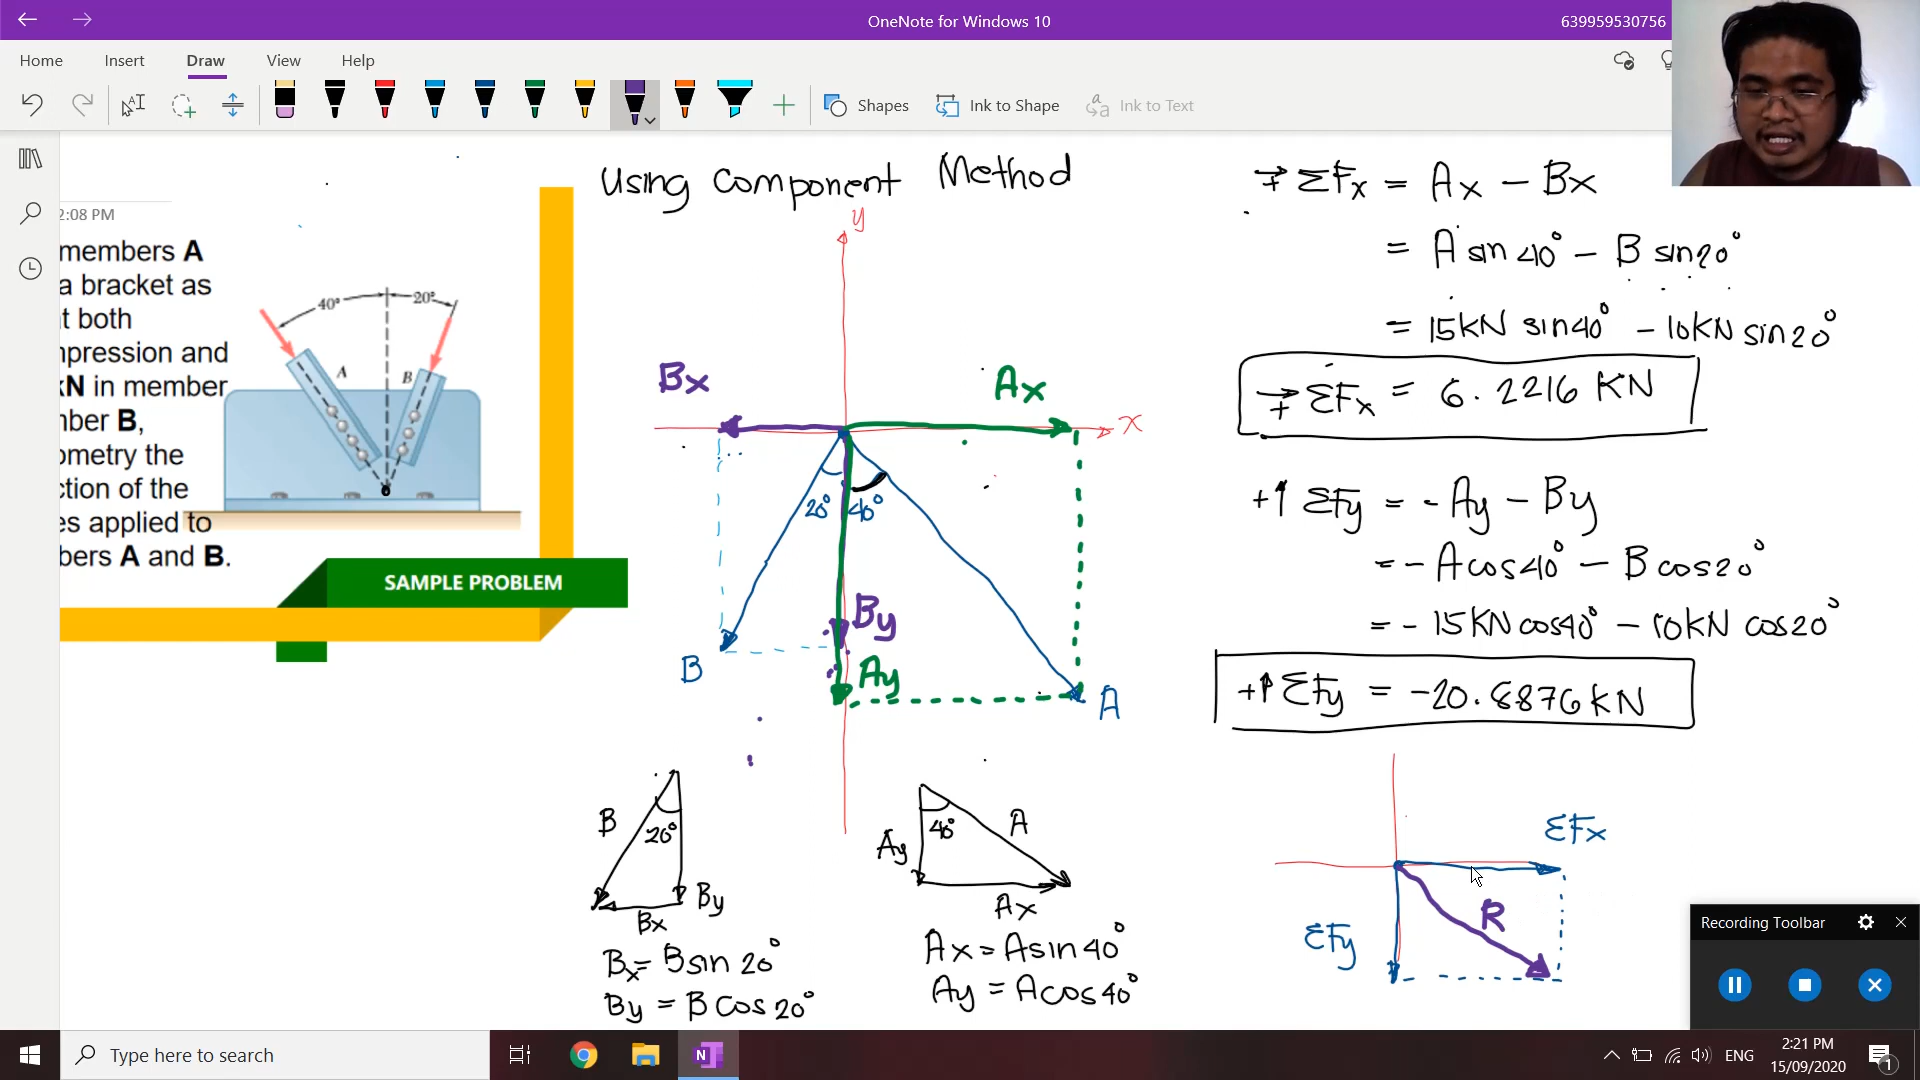 OneNote for Windows 10
639959530756
Home Insert Draw View Help
Shapes Ink to Shape Ink to Text
2:08 PM
members A
a bracket as
t both
npression and
kN in member
nber B,
ometry the
ction of the
es applied to
bers A and B.
40° 20°
A B
SAMPLE PROBLEM
Using Component Method
y
x
Bx Ax
20° 40°
By
Ay
B A
B 20° By
Bx
Bx = B sin 20°
By = B cos 20°
Ay 40° A
Ax
Ax = A sin 40°
Ay = A cos 40°
→+ ΣFx = Ax - Bx
= A sin 40° - B sin 20°
= 15kN sin 40° - 10kN sin 20°
→+ ΣFx = 6.2216 KN
+↑ ΣFy = - Ay - By
= - A cos 40° - B cos 20°
= - 15KN cos 40° - 10KN cos 20°
+↑ ΣFy = -20.8876 KN
ΣFx
R
ΣFy
Recording Toolbar
Type here to search
ENG
2:21 PM
15/09/2020
1